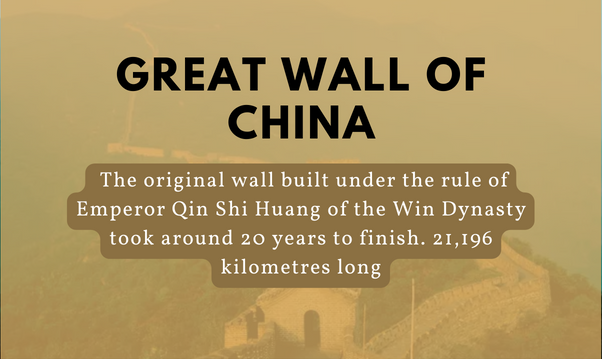 GREAT WALL OF
CHINA
The original wall built under the rule of
Emperor Qin Shi Huang of the Win Dynasty
took around 20 years to finish. 21,196
kilometres long